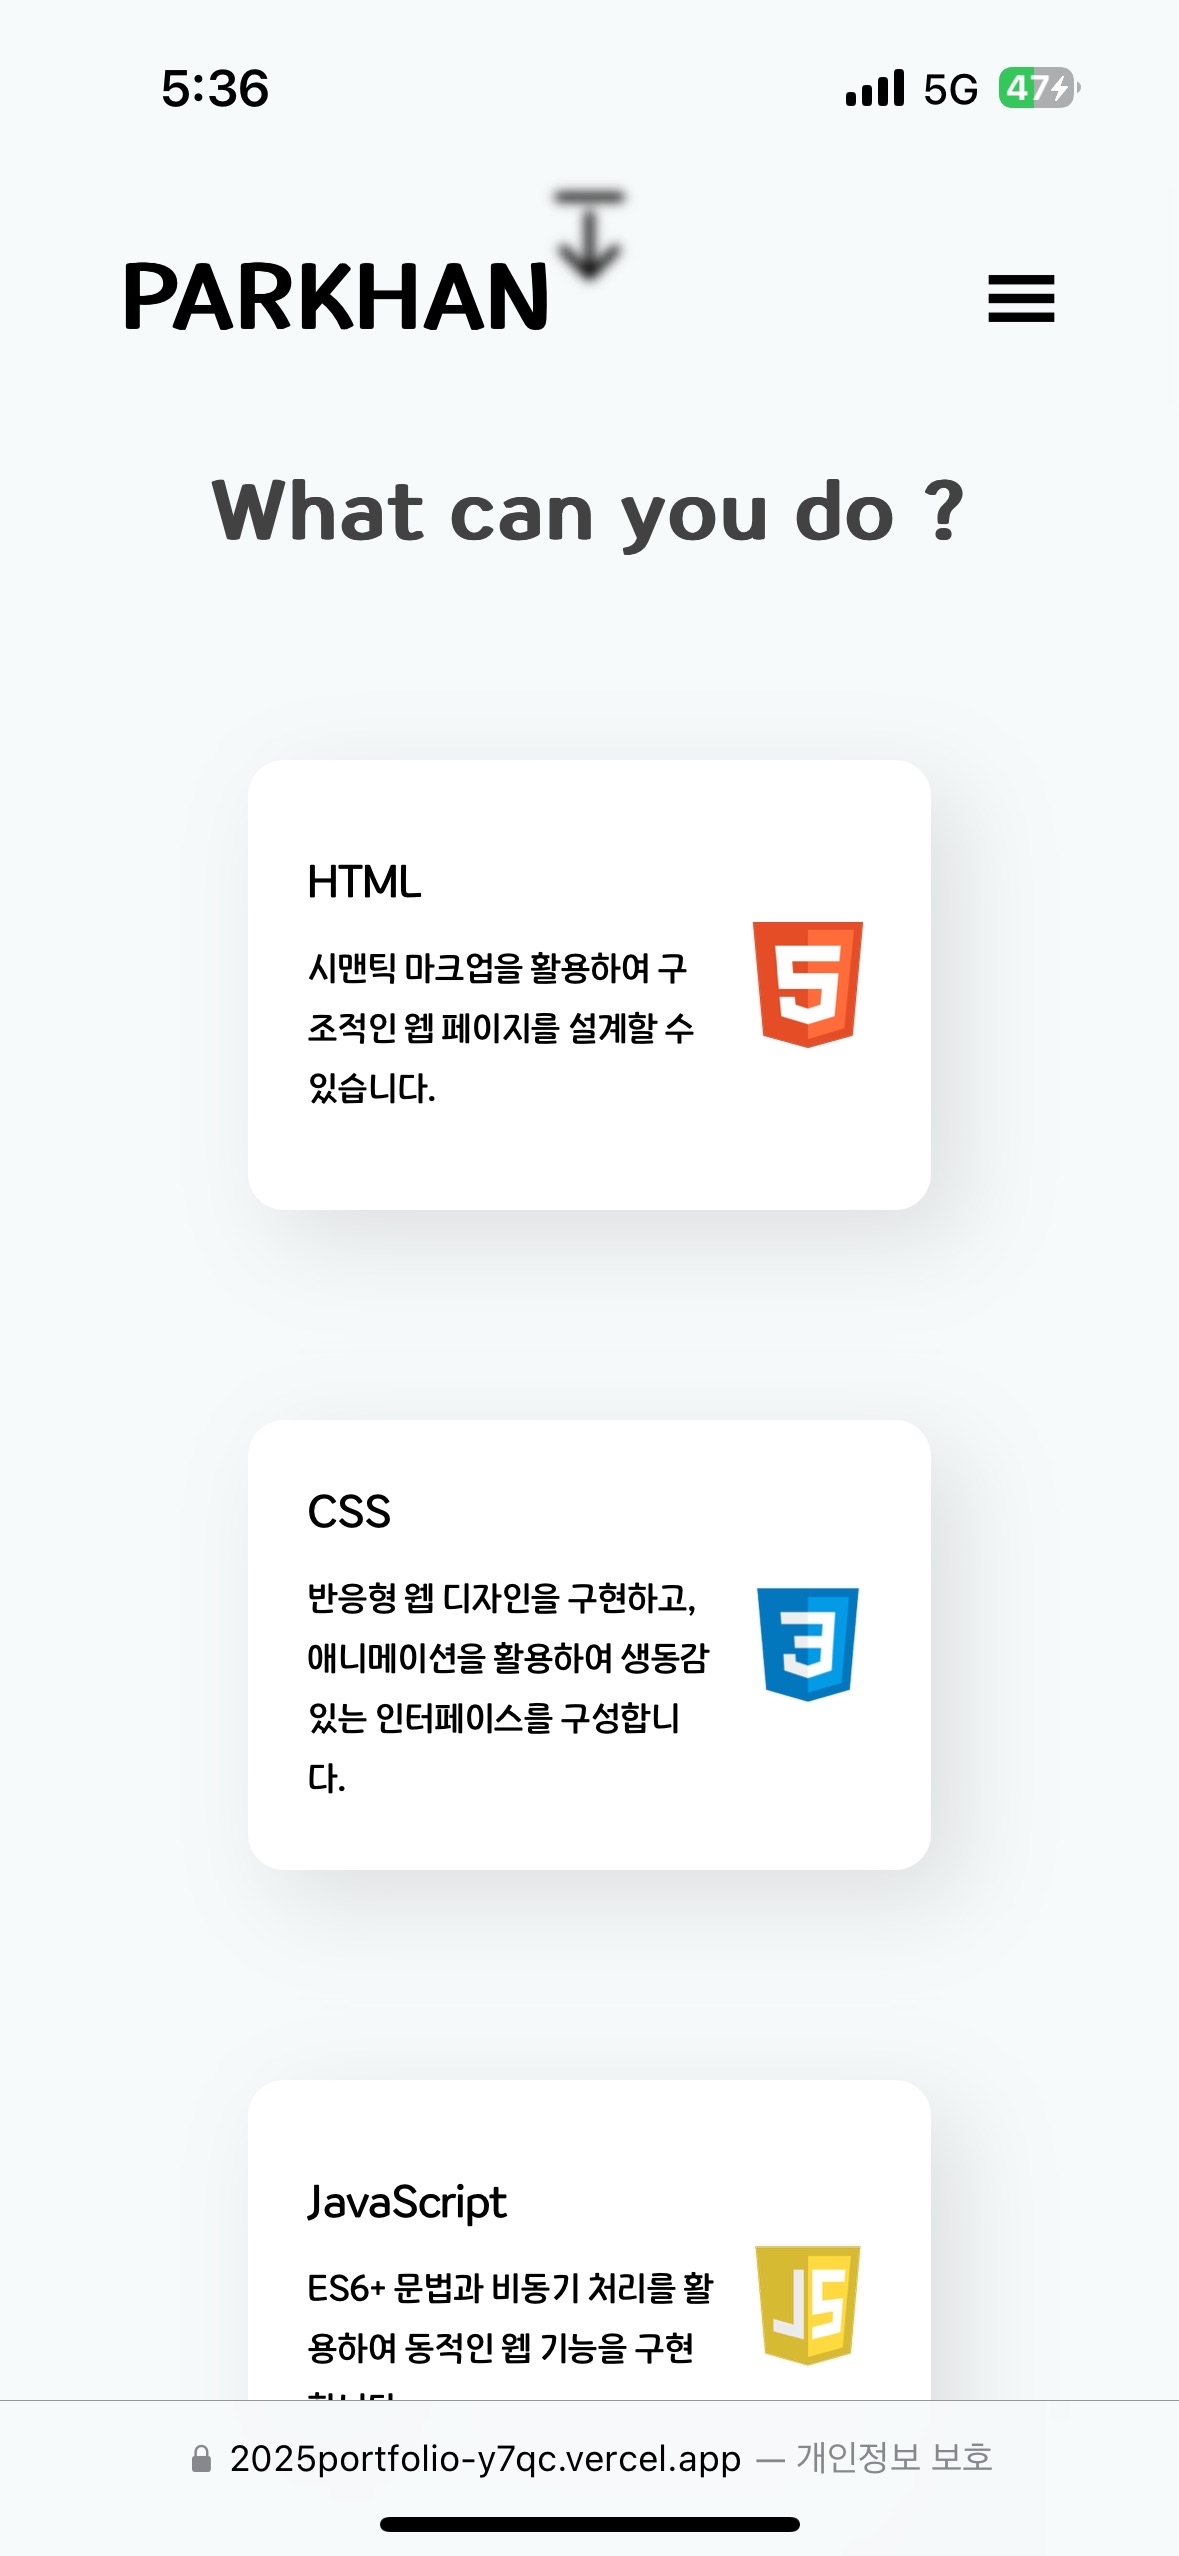 5:36
5G
47
PARKHAN
What can you do ?
HTML
시맨틱 마크업을 활용하여 구
조적인 웹 페이지를 설계할 수
있습니다.
CSS
반응형 웹 디자인을 구현하고,
애니메이션을 활용하여 생동감
있는 인터페이스를 구성합니
다.
JavaScript
ES6+ 문법과 비동기 처리를 활
용하여 동적인 웹 기능을 구현
JS
2025portfolio-y7qc.vercel.app — 개인정보 보호